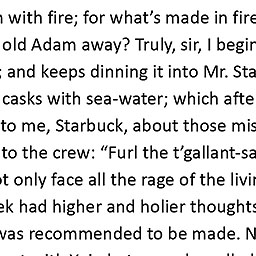 with fire; for what’s made in fire
old Adam away? Truly, sir, I begin
; and keeps dinning it into Mr. Sta
casks with sea-water; which afte
to me, Starbuck, about those mis
to the crew: “Furl the t’gallant-sa
ot only face all the rage of the livi
ek had higher and holier thoughts
was recommended to be made. N